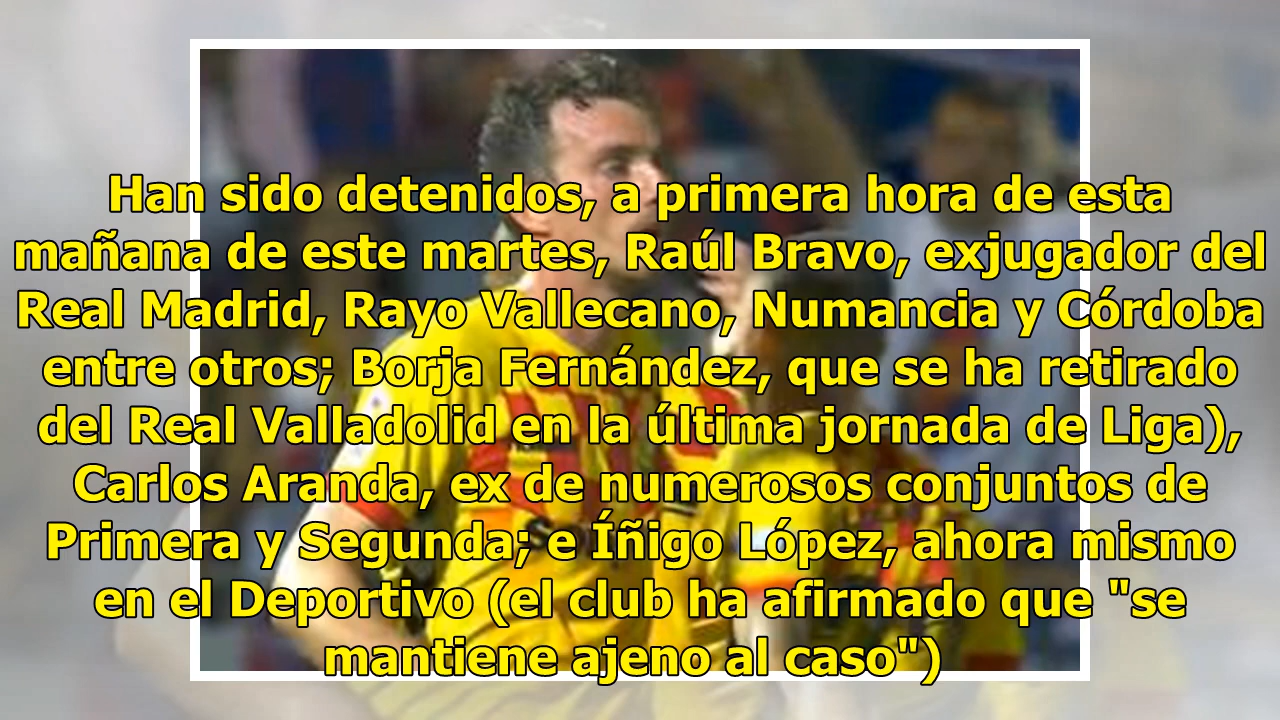 Han sido detenidos, a primera hora de esta
mañana de este martes, Raúl Bravo, exjugador del
Real Madrid, Rayo Vallecano, Numancia y Córdoba
entre otros; Borja Fernández, que se ha retirado
del Real Valladolid en la última jornada de Liga),
Carlos Aranda, ex de numerosos conjuntos de
Primera y Segunda; e Íñigo López, ahora mismo
en el Deportivo (el club ha afirmado que "se
mantiene ajeno al caso")